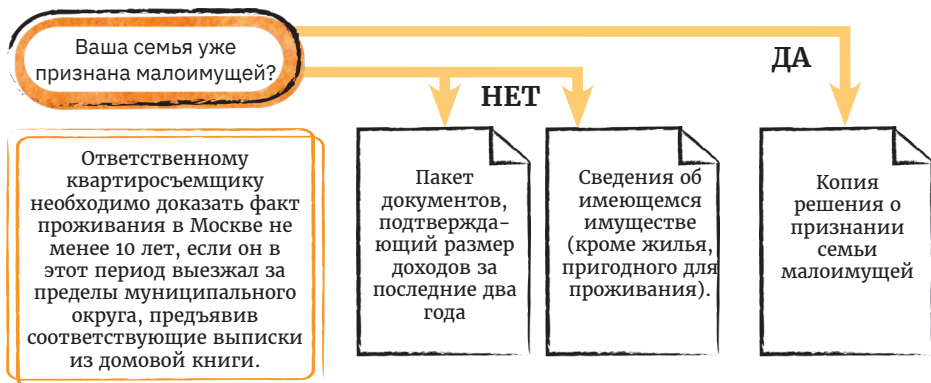 Ваша семья уже
признана малоимущей?
ДА
НЕТ
Ответственному
квартиросъемщику
необходимо доказать факт
проживания в Москве не
менее 10 лет, если он в
этот период выезжал за
пределы муниципального
округа, предъявив
соответствующие выписки
из домовой книги.
Пакет
документов,
подтвержда-
ющий размер
доходов за
последние два
года
Сведения об
имеющемся
имуществе
(кроме жилья,
пригодного для
проживания).
Копия
решения о
признании
семьи
малоимущей